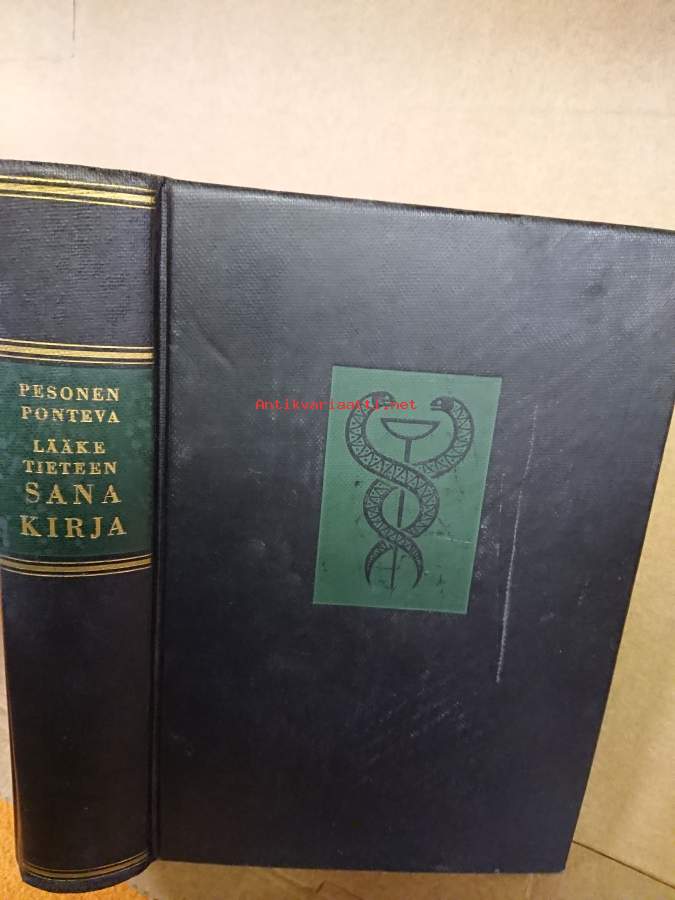 PESONEN
PONTEVA
LÄÄKE
TIETEEN
SANA
KIRJA
Antikvariaatti.net